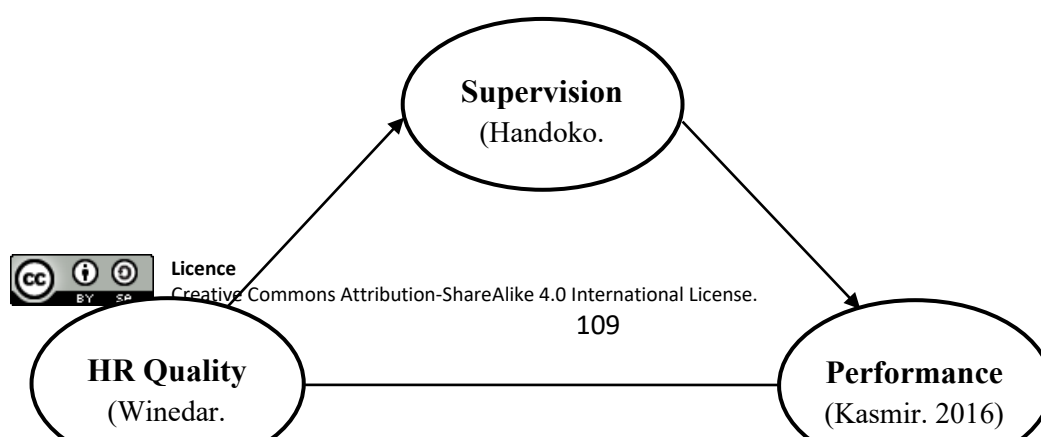 Supervision
(Handoko.
cc BY SA
Licence
Creative Commons Attribution-ShareAlike 4.0 International License.
109
HR Quality
(Winedar.
Performance
(Kasmir. 2016)